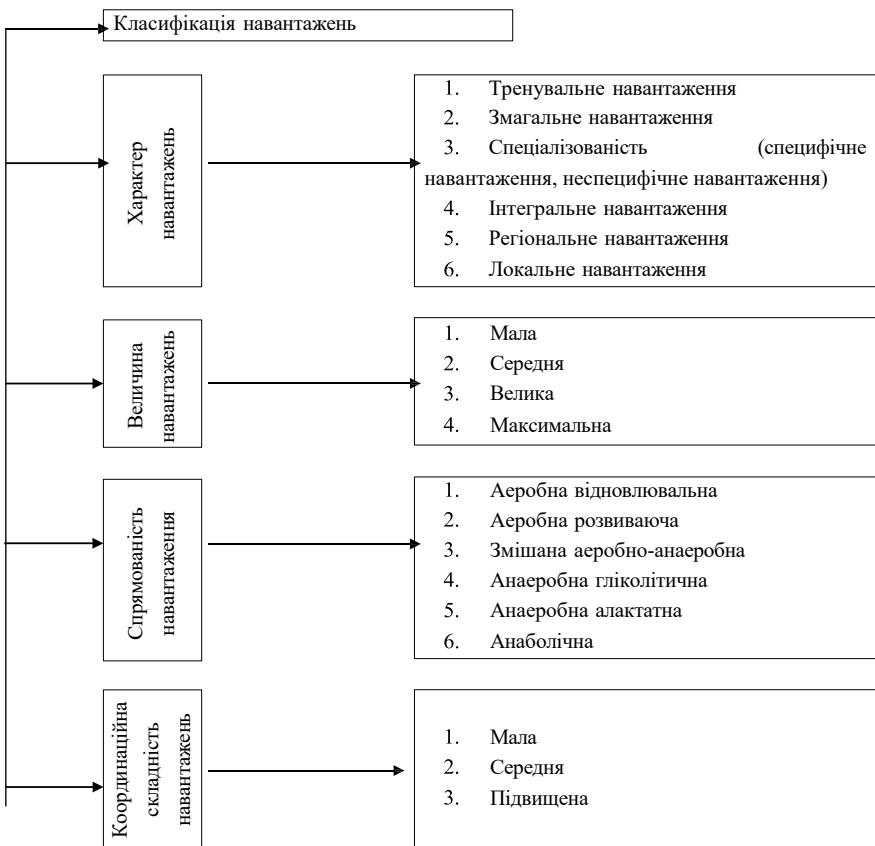 Класифікація навантажень
Характер
навантажень
1. Тренувальне навантаження
2. Змагальне навантаження
3. Спеціалізованість (специфічне
навантаження, неспецифічне навантаження)
4. Інтегральне навантаження
5. Регіональне навантаження
6. Локальне навантаження
Величина
навантажень
1. Мала
2. Середня
3. Велика
4. Максимальна
Спрямованість
навантаження
1. Аеробна відновлювальна
2. Аеробна розвиваюча
3. Змішана аеробно-анаеробна
4. Анаеробна гліколітична
5. Анаеробна алактатна
6. Анаболічна
Координаційна
складність
навантажень
1. Мала
2. Середня
3. Підвищена